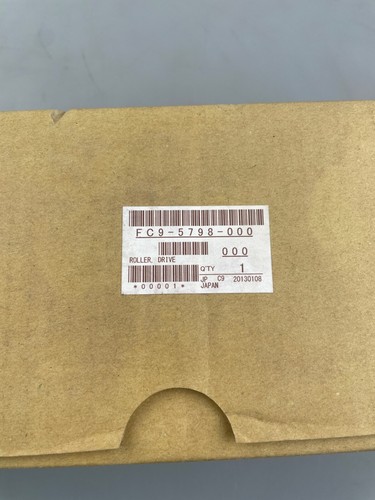 FC9-5798-000
000
ROLLER, DRIVE
Q'TY 1
JP C9 20130106
*00001* JAPAN